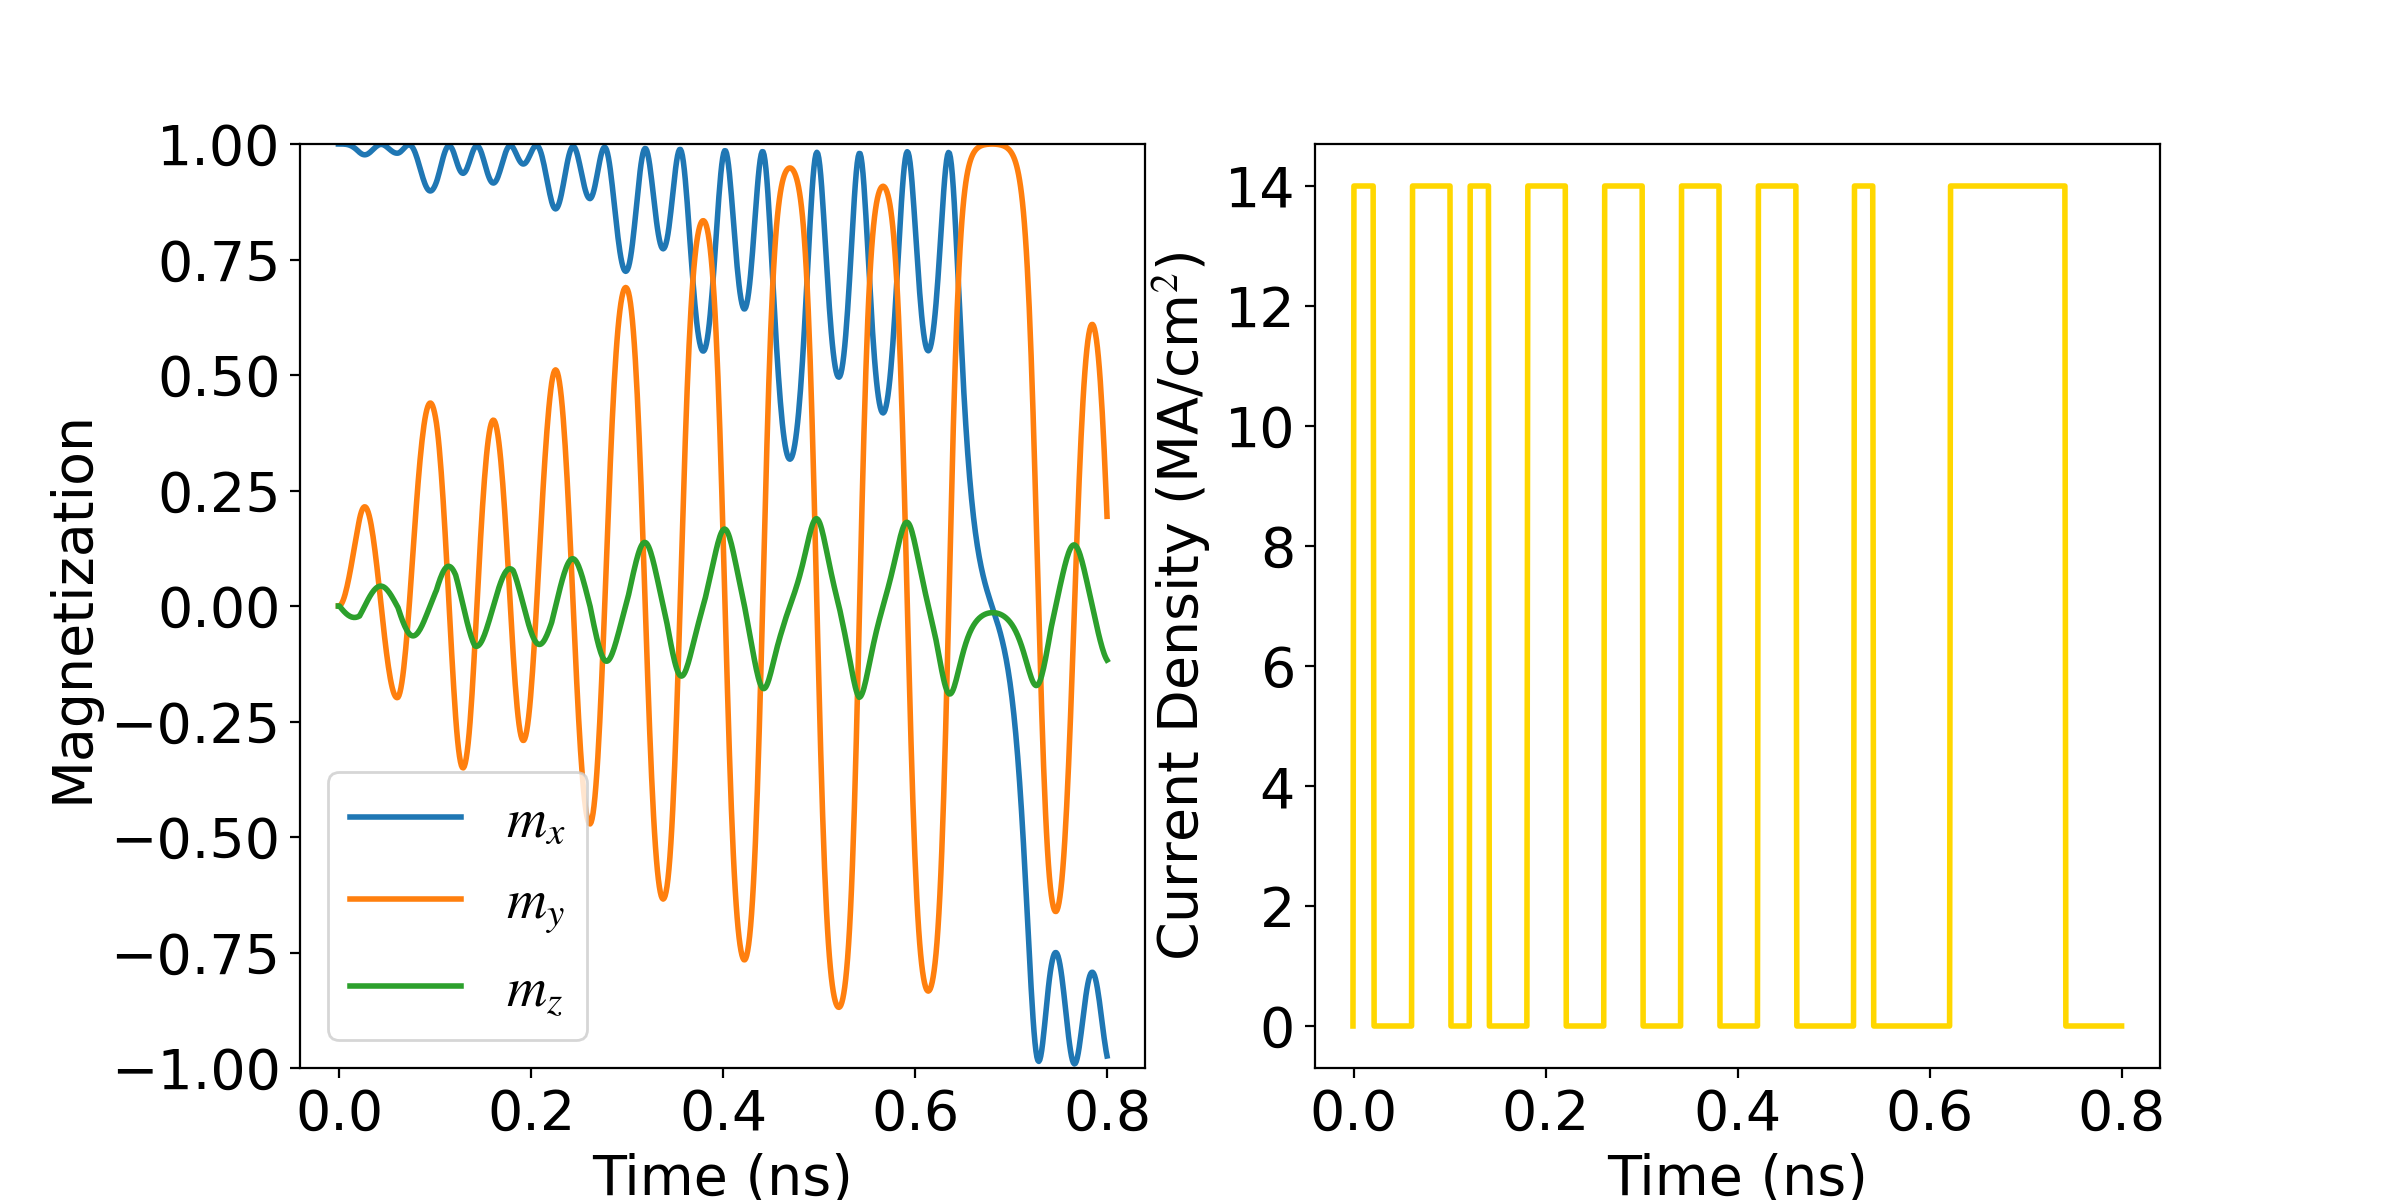 Magnetization
1.00
0.75
0.50
0.25
0.00
−0.25
−0.50
−0.75
−1.00
m_x
m_y
m_z
0.0 0.2 0.4 0.6 0.8
Time (ns)
Current Density (MA/cm²)
14
12
10
8
6
4
2
0
0.0 0.2 0.4 0.6 0.8
Time (ns)